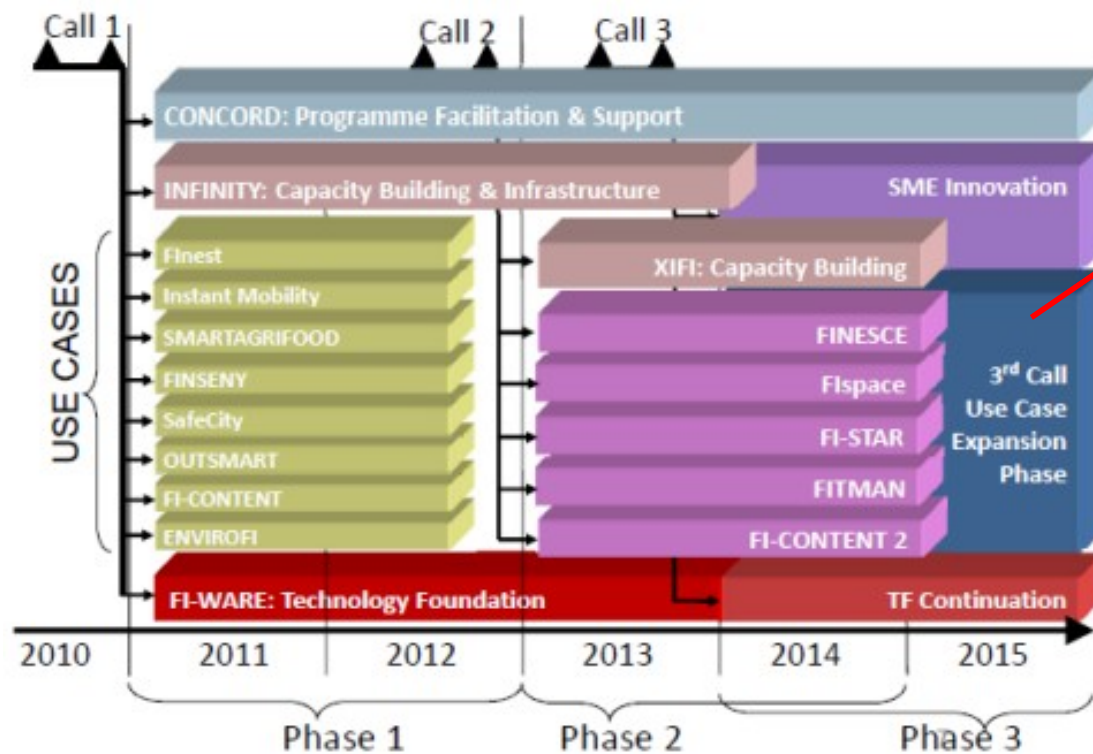 Call 1
Call 2
Call 3
CONCORD: Programme Facilitation & Support
INFINITY: Capacity Building & Infrastructure
SME Innovation
USE CASES
FInest
Instant Mobility
SMARTAGRIFOOD
FINSENY
SafeCity
OUTSMART
FI-CONTENT
ENVIROFI
XIFI: Capacity Building
FINESCE
FIspace
FI-STAR
FITMAN
FI-CONTENT 2
3rd Call
Use Case
Expansion
Phase
FI-WARE: Technology Foundation
TF Continuation
2010 2011 2012 2013 2014 2015
Phase 1 Phase 2 Phase 3